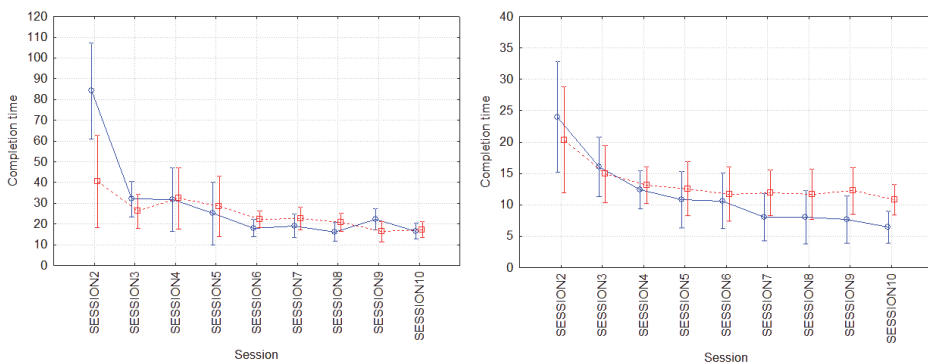 Completion time
120
110
100
90
80
70
60
50
40
30
20
10
0
SESSION2
SESSION3
SESSION4
SESSION5
SESSION6
SESSION7
SESSION8
SESSION9
SESSION10
Session
Completion time
40
35
30
25
20
15
10
5
0
SESSION2
SESSION3
SESSION4
SESSION5
SESSION6
SESSION7
SESSION8
SESSION9
SESSION10
Session